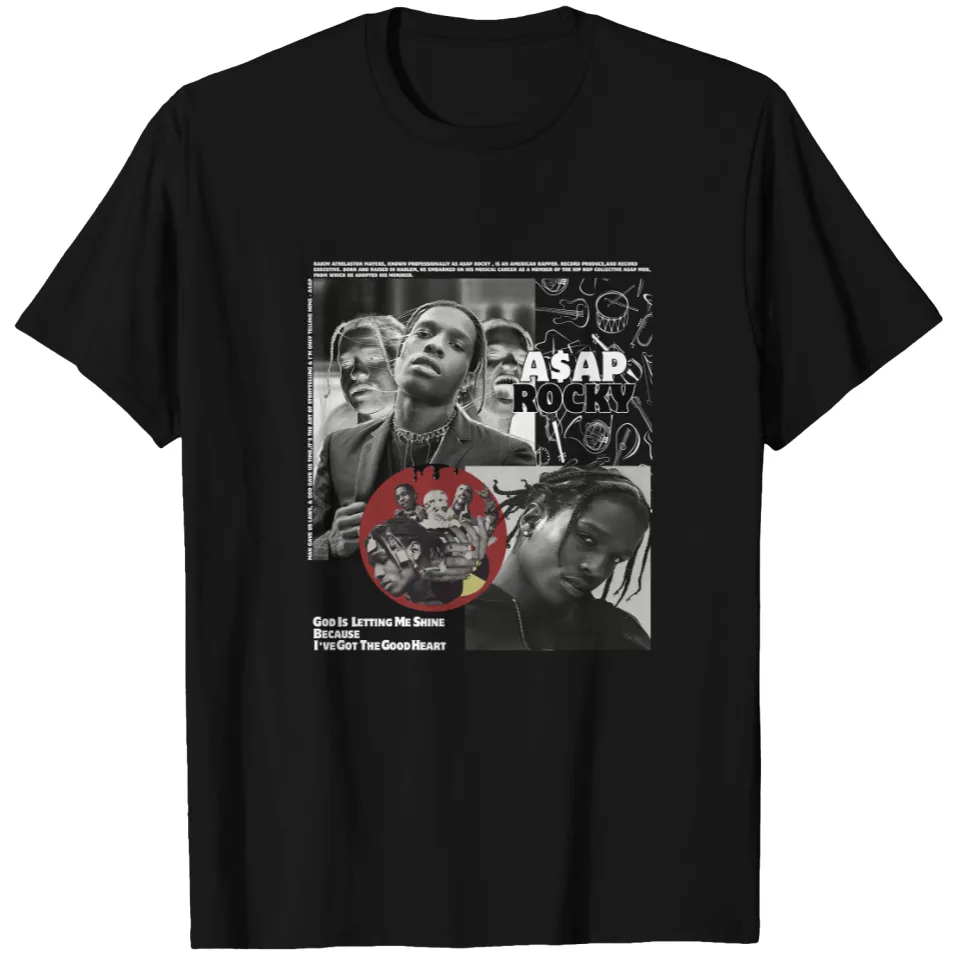 RAKIM ATHELASTON MAYERS, KNOWN PROFESSIONALLY AS ASAP ROCKY , IS AN AMERICAN RAPPER, RECORD PRODUCE,AND RECORD
EXECUTIVE. BORN AND RAISED IN HARLEM, HE EMBARKED ON HIS MUSICAL CAREER AS A MEMBER OF THE HIP HOP COLLECTIVE ASAP MOB,
FROM WHICH HE ADOPTED HIS MONIKER.
MAN GAVE US LAWS, & GOD GAVE US TIME.IT'S THE ART OF STORYTELLING & I'M ONLY TELLING MINE - ASAP
A$AP
ROCKY
GOD IS LETTING ME SHINE
BECAUSE
I'VE GOT THE GOOD HEART